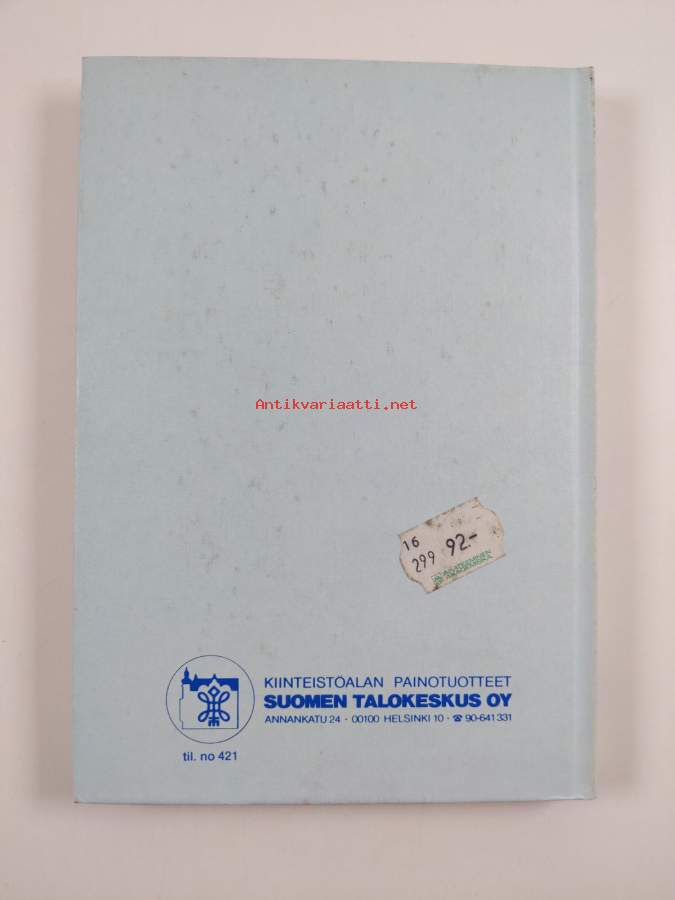 Antikvariaatti.net
16 92.-
299
AKATEEMINEN
KIINTEISTÖALAN PAINOTUOTTEET
SUOMEN TALOKESKUS OY
ANNANKATU 24 · 00100 HELSINKI 10 · ☎ 90-641 331
til. no 421